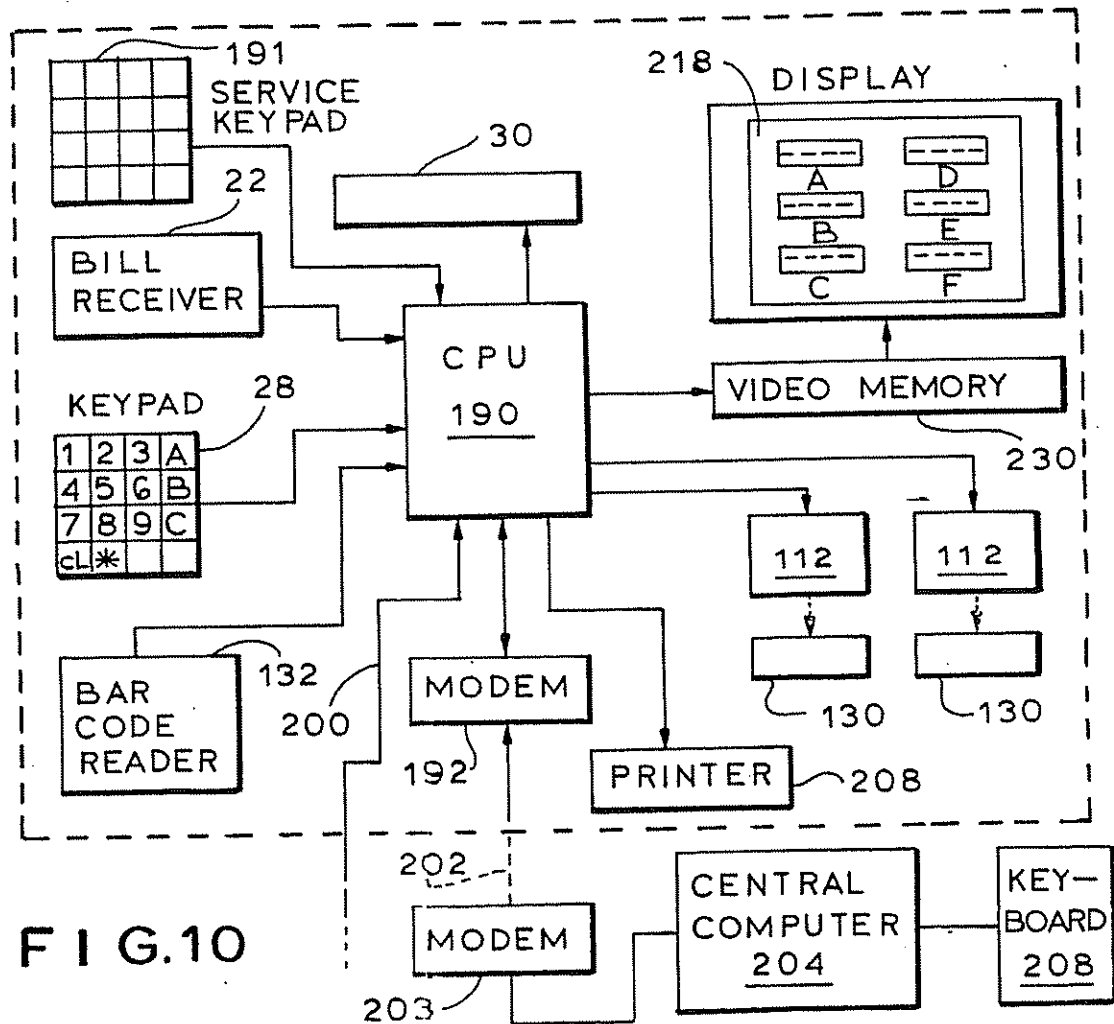 191
SERVICE
KEYPAD
30
218
DISPLAY
A
D
B
E
C
F
22
BILL
RECEIVER
CPU
190
VIDEO MEMORY
230
KEYPAD
28
1 2 3 A
4 5 6 B
7 8 9 C
cL *
112
112
130
130
132
BAR
CODE
READER
200
MODEM
192
PRINTER
208
202
MODEM
203
CENTRAL
COMPUTER
204
KEY-
BOARD
208
FIG.10